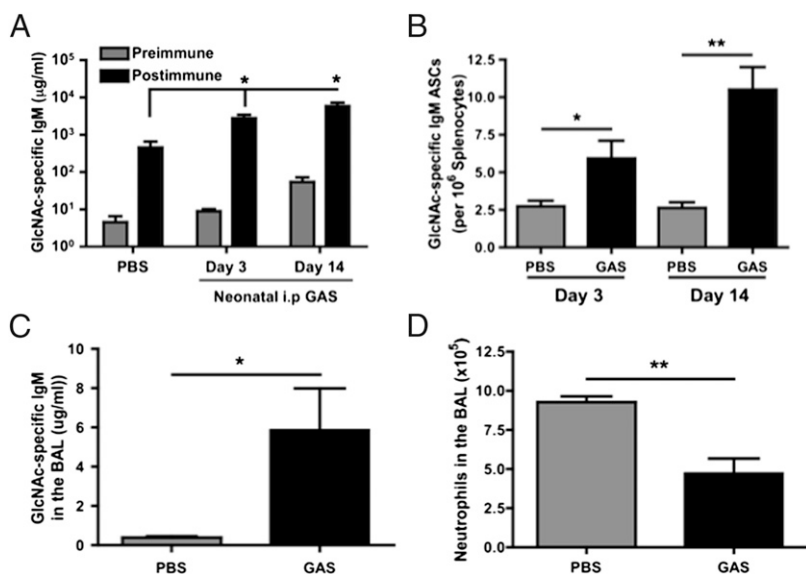 A
Preimmune
Postimmune
*
*
GlcNAc-specific IgM (μg/ml)
10⁵
10⁴
10³
10²
10¹
10⁰
PBS
Day 3
Day 14
Neonatal i.p GAS
B
GlcNAc-specific IgM ASCs
(per 10⁶ Splenocytes)
12.5
10.0
7.5
5.0
2.5
0.0
*
**
PBS
GAS
PBS
GAS
Day 3
Day 14
C
GlcNAc-specific IgM
in the BAL (ug/ml))
10
8
6
4
2
0
*
PBS
GAS
D
Neutrophils in the BAL (x10⁵)
12.5
10.0
7.5
5.0
2.5
0.0
**
PBS
GAS